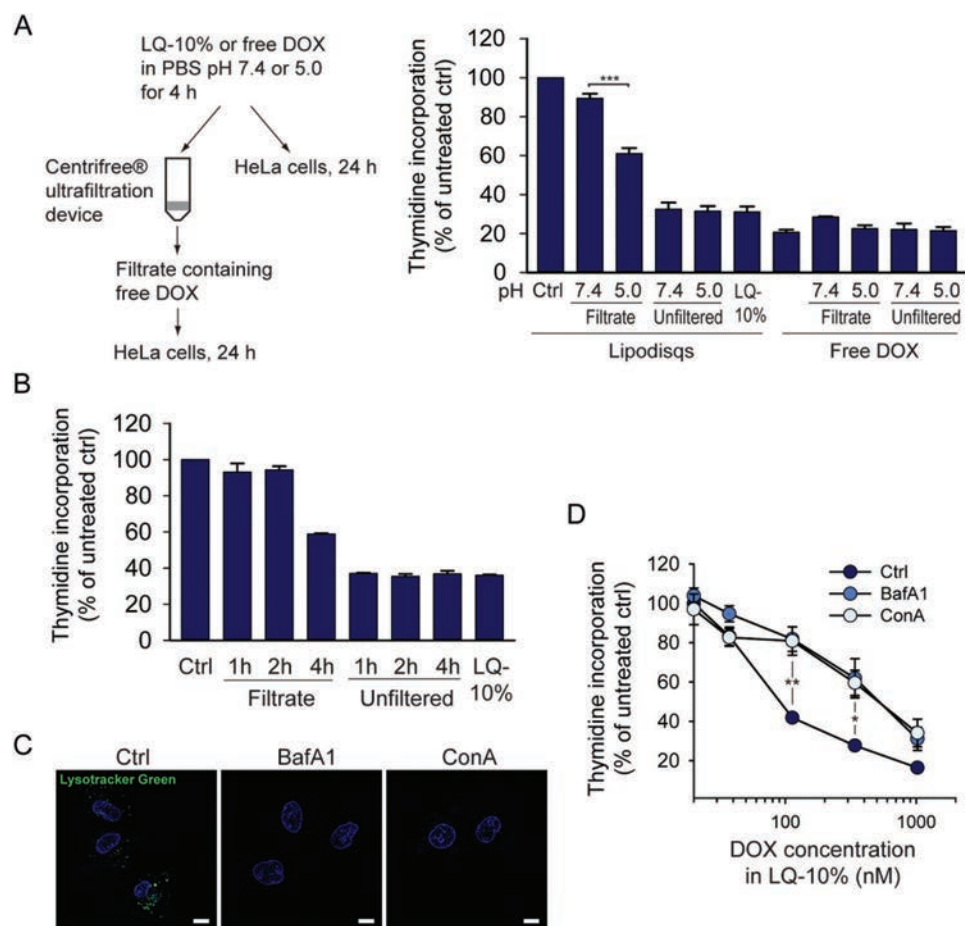 A
LQ-10% or free DOX
in PBS pH 7.4 or 5.0
for 4 h
Centrifree®
ultrafiltration
device
HeLa cells, 24 h
Filtrate containing
free DOX
HeLa cells, 24 h
Thymidine incorporation
(% of untreated ctrl)
120
100
80
60
40
20
0
***
pH Ctrl 7.4 5.0 7.4 5.0 LQ- 7.4 5.0 7.4 5.0
Filtrate Unfiltered 10% Filtrate Unfiltered
Lipodisqs Free DOX
B
Thymidine incorporation
(% of untreated ctrl)
120
100
80
60
40
20
0
Ctrl 1h 2h 4h 1h 2h 4h LQ-
Filtrate Unfiltered 10%
C
Ctrl BafA1 ConA
Lysotracker Green
D
Thymidine incorporation
(% of untreated ctrl)
120
100
80
60
40
20
Ctrl
BafA1
ConA
**
*
100 1000
DOX concentration
in LQ-10% (nM)